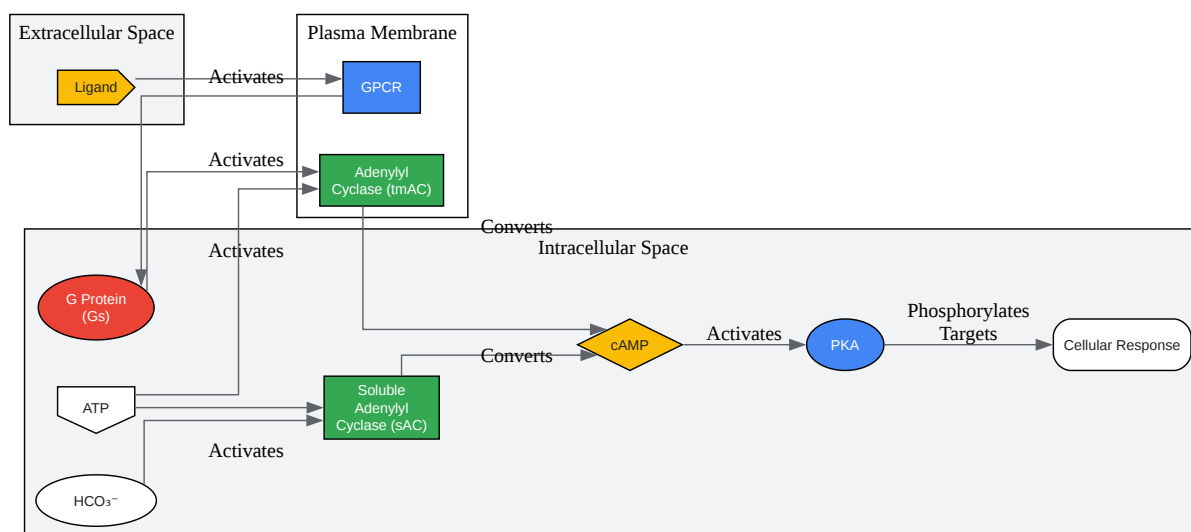 Extracellular Space
Plasma Membrane
Ligand
Activates
GPCR
Activates
Adenylyl
Cyclase (tmAC)
Converts
Activates
Intracellular Space
G Protein
(Gs)
Phosphorylates
Targets
cAMP
Activates
PKA
Cellular Response
Converts
Soluble
Adenylyl
Cyclase (sAC)
ATP
Activates
HCO₃⁻